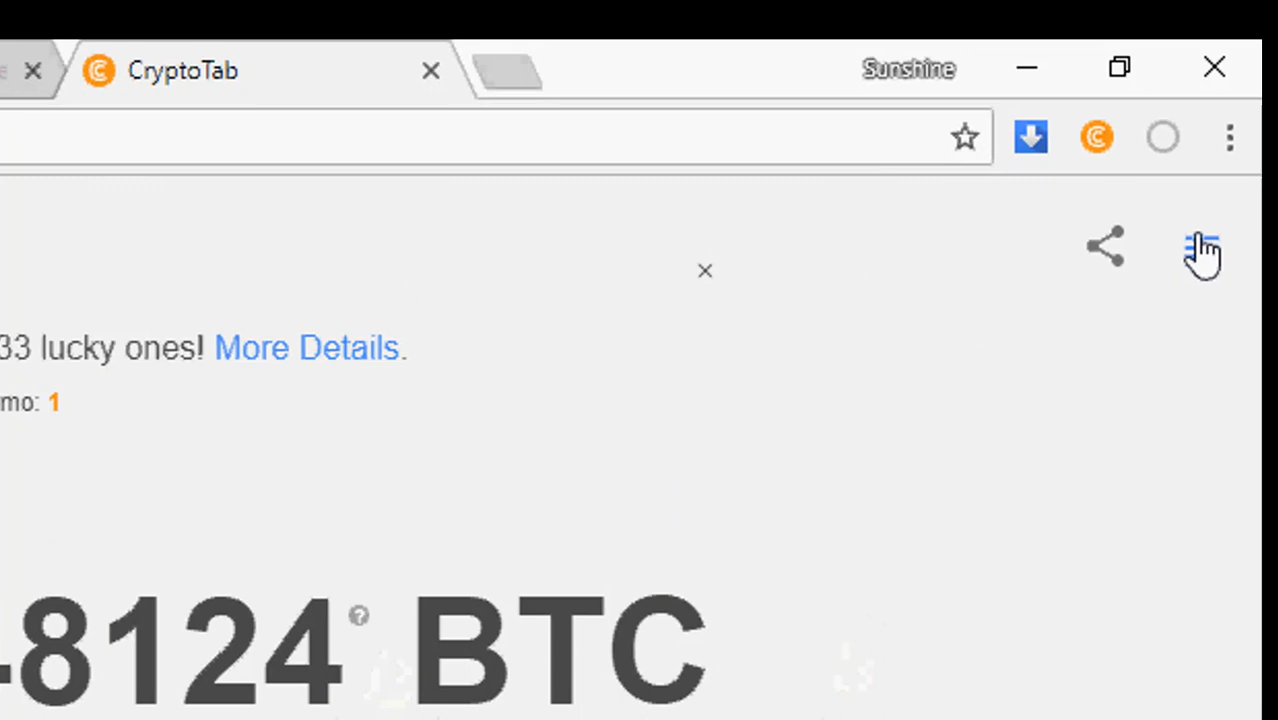 CryptoTab
Sunshine
33 lucky ones! More Details.
mo: 1
8124 BTC